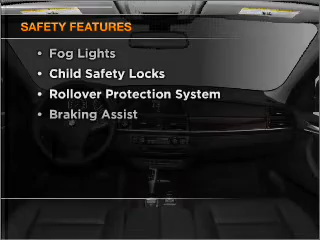 SAFETY FEATURES
• Fog Lights
• Child Safety Locks
• Rollover Protection System
• Braking Assist